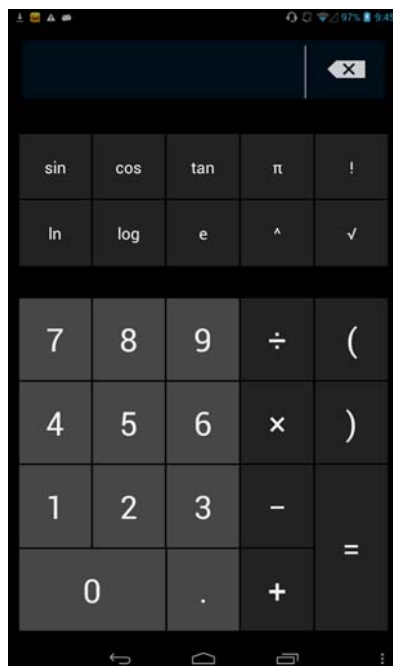 97% 9:45
sin cos tan π !
ln log e ^ √
7 8 9 ÷ (
4 5 6 × )
1 2 3 −
=
0 . +